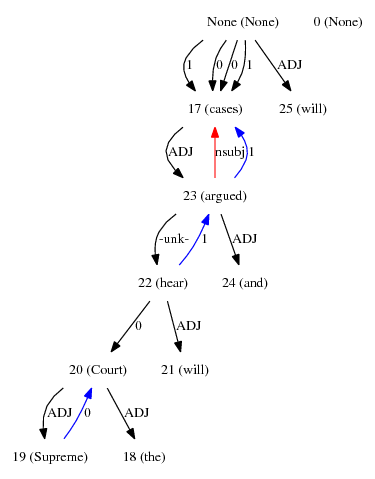 None (None) 0 (None)
1 0 0 1 ADJ
17 (cases) 25 (will)
ADJ nsubj 1
23 (argued)
-unk- 1 ADJ
22 (hear) 24 (and)
0 ADJ
20 (Court) 21 (will)
ADJ 0 ADJ
19 (Supreme) 18 (the)